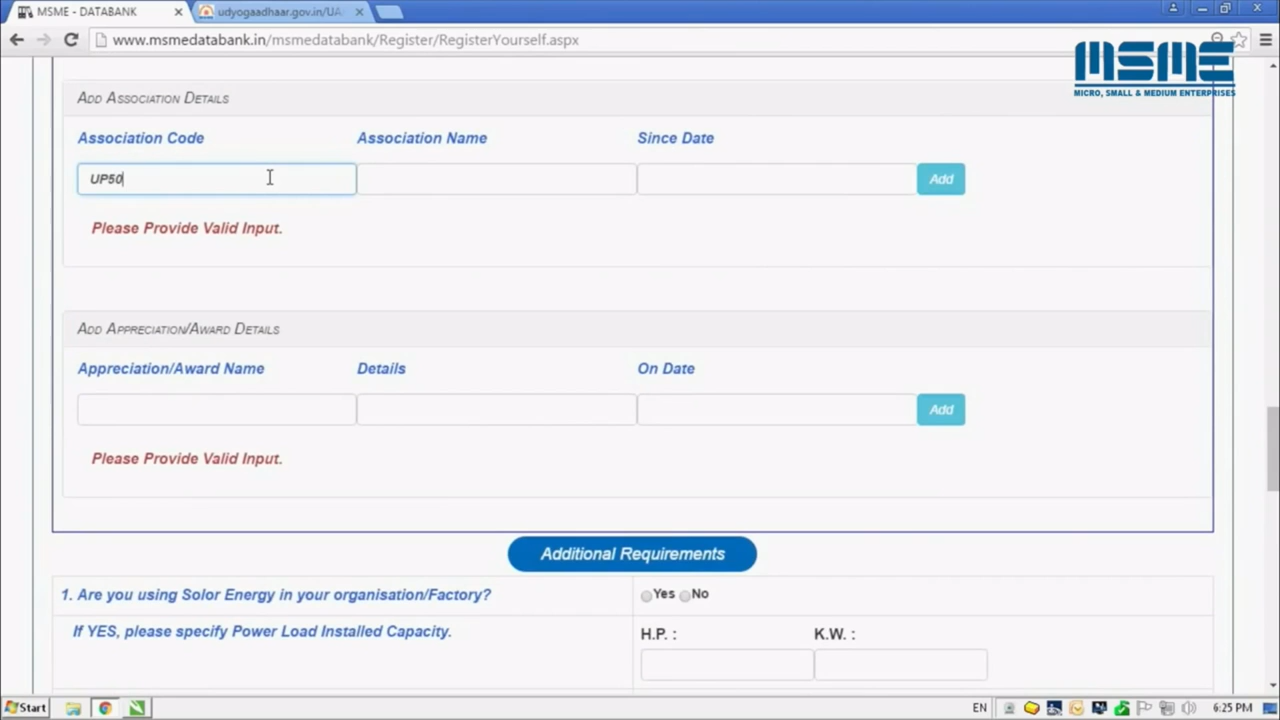 MSME - DATABANK
udyogaadhaar.gov.in/UA
www.msmedatabank.in/msmedatabank/Register/RegisterYourself.aspx
MSME
MICRO, SMALL & MEDIUM ENTERPRISES
Add Association Details
Association Code Association Name Since Date
UP50 Add
Please Provide Valid Input.
Add Appreciation/Award Details
Appreciation/Award Name Details On Date
Add
Please Provide Valid Input.
Additional Requirements
1. Are you using Solor Energy in your organisation/Factory? Yes No
If YES, please specify Power Load Installed Capacity. H.P. : K.W. :
Start EN 6:25 PM